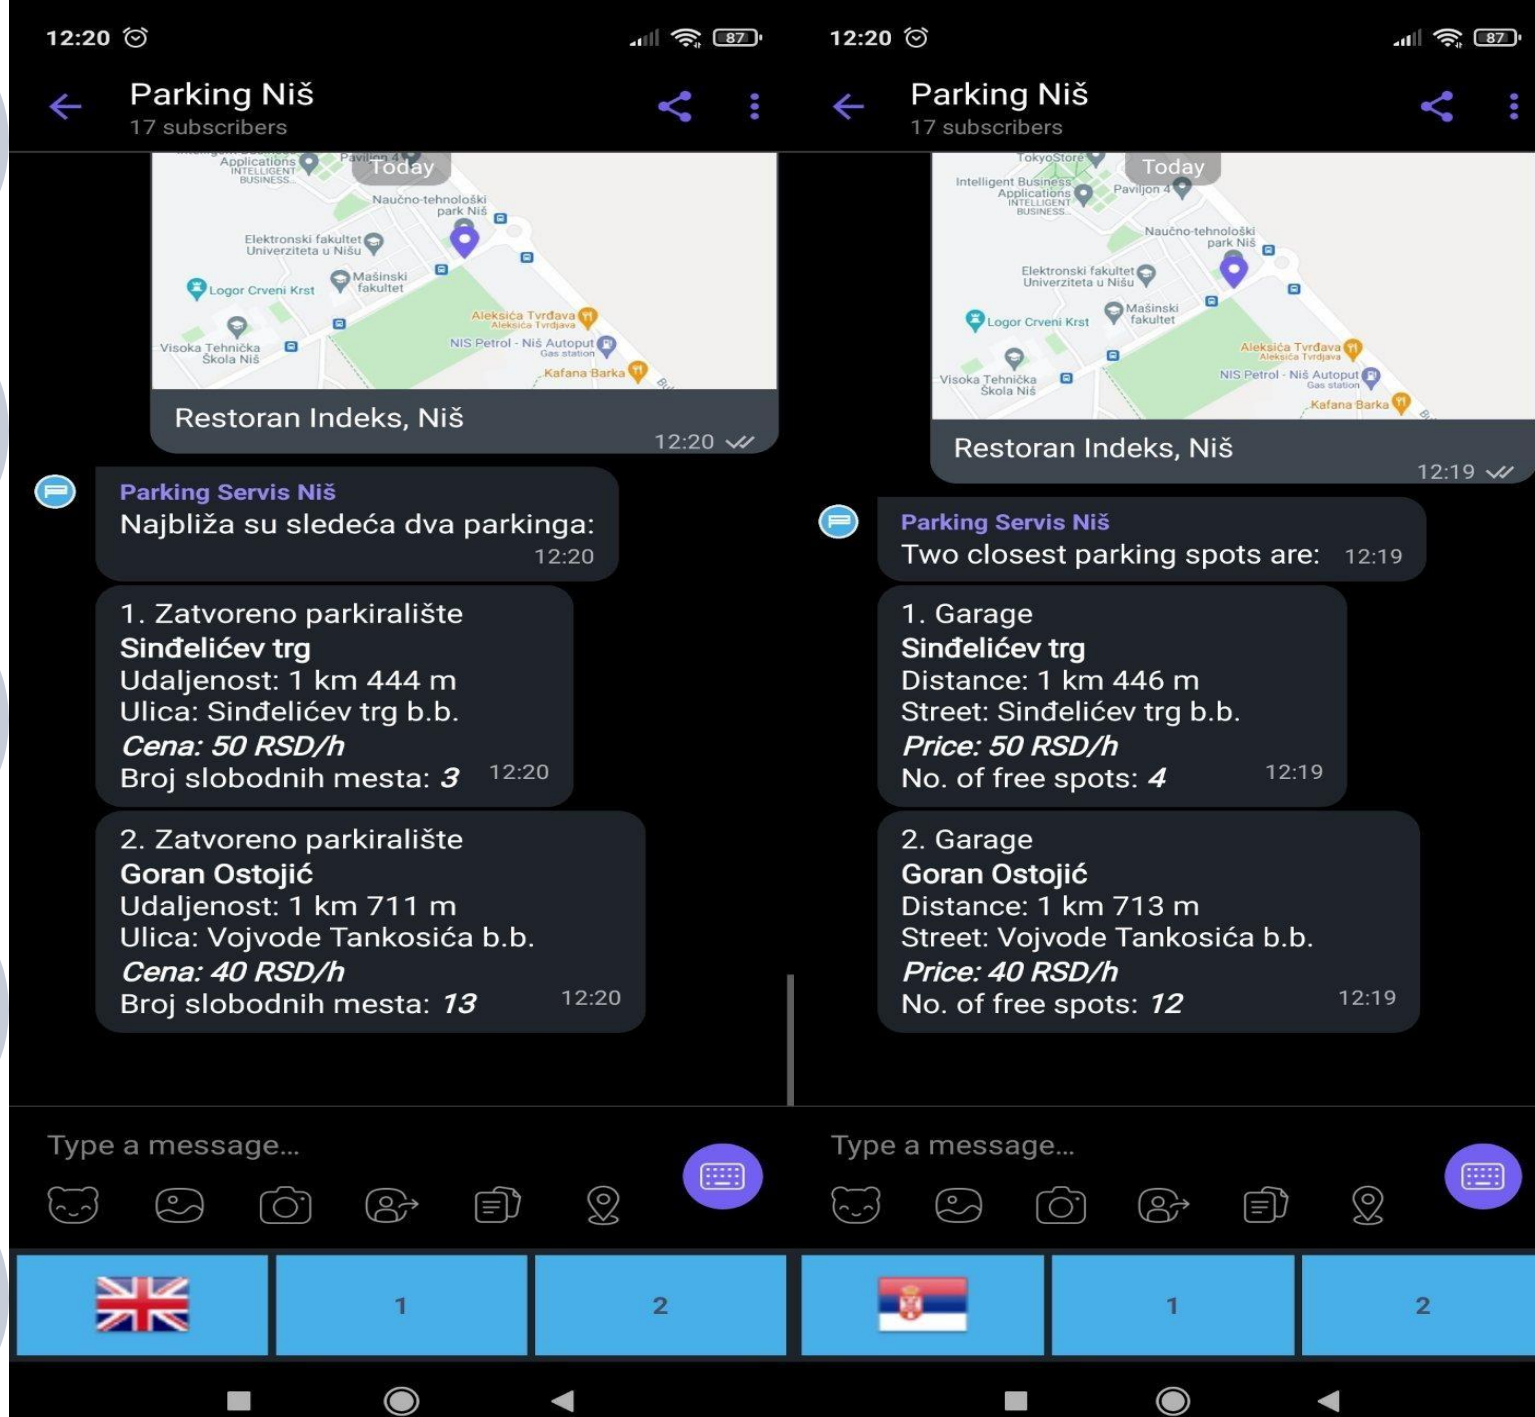 12:20
87
Parking Niš
17 subscribers
Today
Applications
INTELLIGENT
BUSINESS...
Naučno-tehnološki
park Niš
Elektronski fakultet
Univerziteta u Nišu
Mašinski
fakultet
Logor Crveni Krst
Aleksića Tvrđava
Aleksića Tvrdjava
Visoka Tehnička
Škola Niš
NIS Petrol - Niš Autoput
Gas station
Kafana Barka
Restoran Indeks, Niš
12:20
Parking Servis Niš
Najbliža su sledeća dva parkinga:
12:20
1. Zatvoreno parkiralište
Sinđelićev trg
Udaljenost: 1 km 444 m
Ulica: Sinđelićev trg b.b.
Cena: 50 RSD/h
Broj slobodnih mesta: 3 12:20
2. Zatvoreno parkiralište
Goran Ostojić
Udaljenost: 1 km 711 m
Ulica: Vojvode Tankosića b.b.
Cena: 40 RSD/h
Broj slobodnih mesta: 13 12:20
Type a message...
1
2
12:20
87
Parking Niš
17 subscribers
TokyoStore
Today
Intelligent Business
Applications
INTELLIGENT
BUSINESS...
Paviljon 4
Naučno-tehnološki
park Niš
Elektronski fakultet
Univerziteta u Nišu
Mašinski
fakultet
Logor Crveni Krst
Aleksića Tvrđava
Aleksića Tvrdjava
Visoka Tehnička
Škola Niš
NIS Petrol - Niš Autoput
Gas station
Kafana Barka
Restoran Indeks, Niš
12:19
Parking Servis Niš
Two closest parking spots are: 12:19
1. Garage
Sinđelićev trg
Distance: 1 km 446 m
Street: Sinđelićev trg b.b.
Price: 50 RSD/h
No. of free spots: 4 12:19
2. Garage
Goran Ostojić
Distance: 1 km 713 m
Street: Vojvode Tankosića b.b.
Price: 40 RSD/h
No. of free spots: 12 12:19
Type a message...
1
2